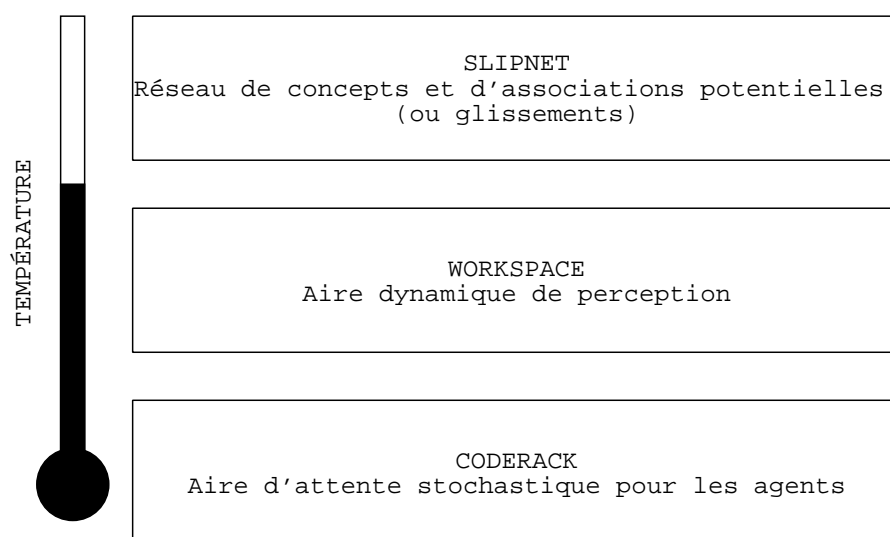 SLIPNET
Réseau de concepts et d'associations potentielles
(ou glissements)
TEMPÉRATURE
WORKSPACE
Aire dynamique de perception
CODERACK
Aire d'attente stochastique pour les agents